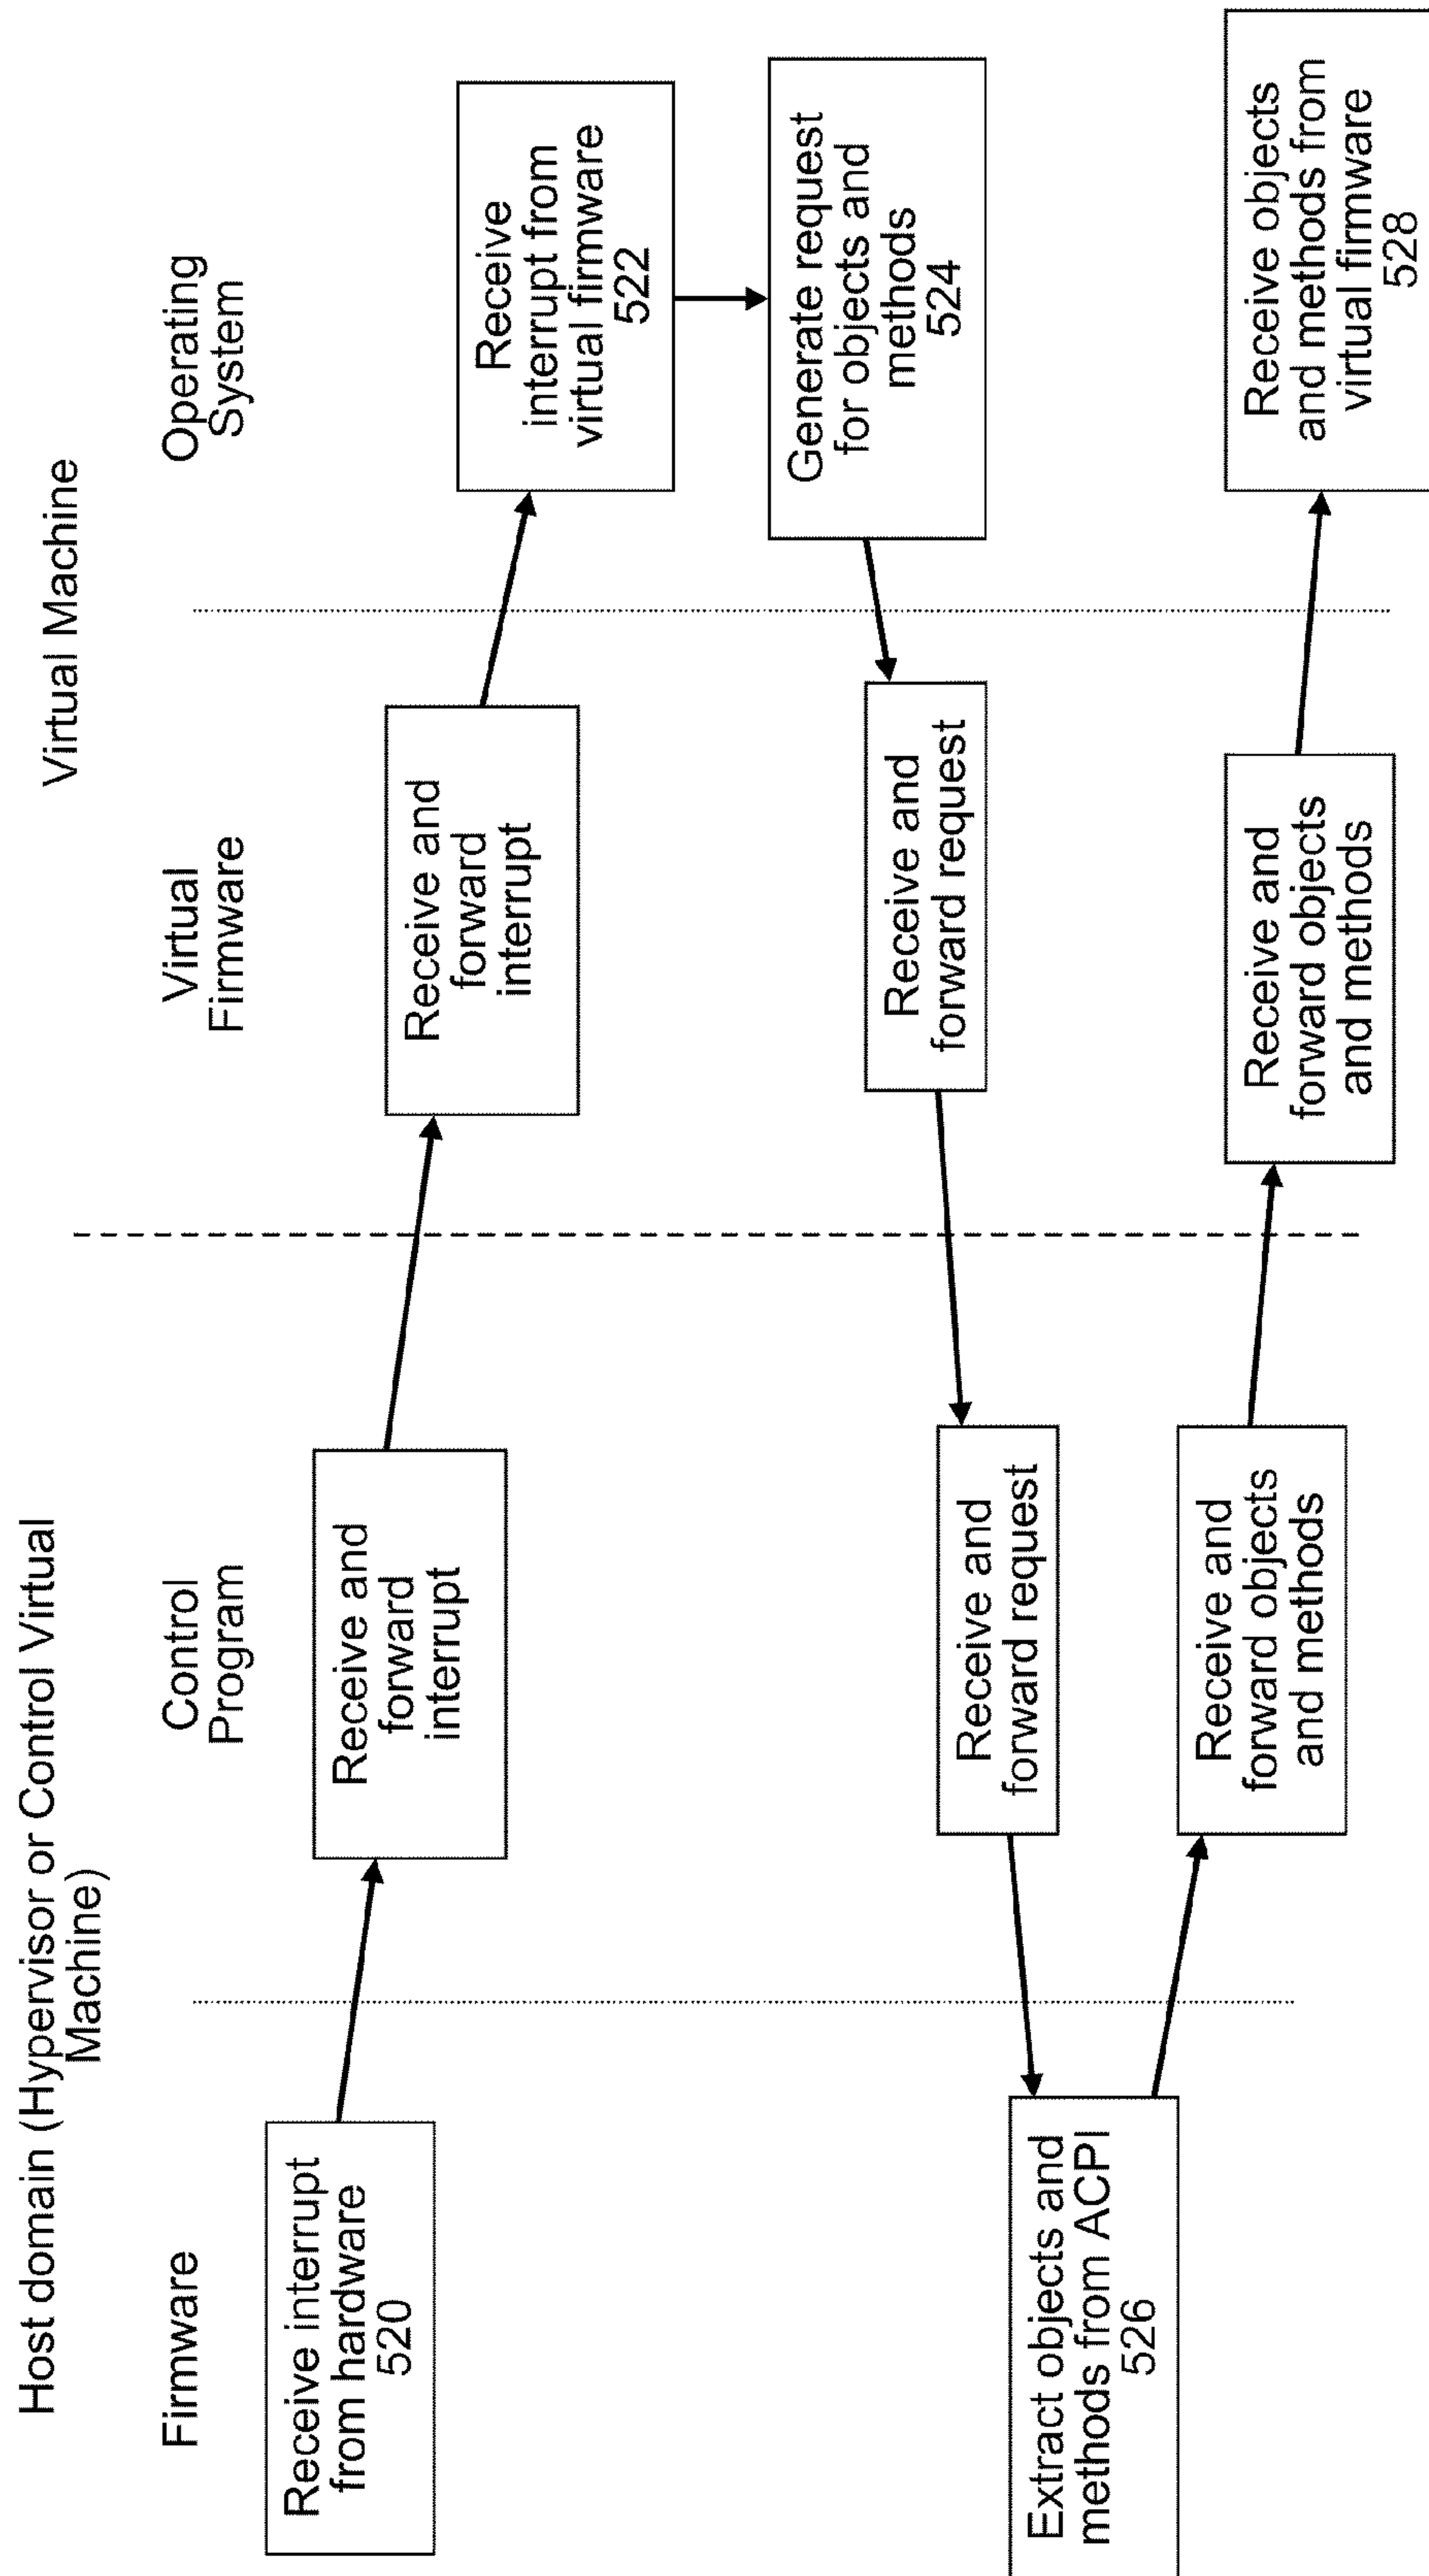 Host domain (Hypervisor or Control Virtual
Machine)
Virtual Machine
Firmware
Control
Program
Virtual
Firmware
Operating
System
Receive interrupt
from hardware
520
Receive and
forward
interrupt
Receive and
forward
interrupt
Receive
interrupt from
virtual firmware
522
Generate request
for objects and
methods
524
Receive and
forward request
Receive and
forward request
Extract objects and
methods from ACPI
526
Receive and
forward objects
and methods
Receive and
forward objects
and methods
Receive objects
and methods from
virtual firmware
528